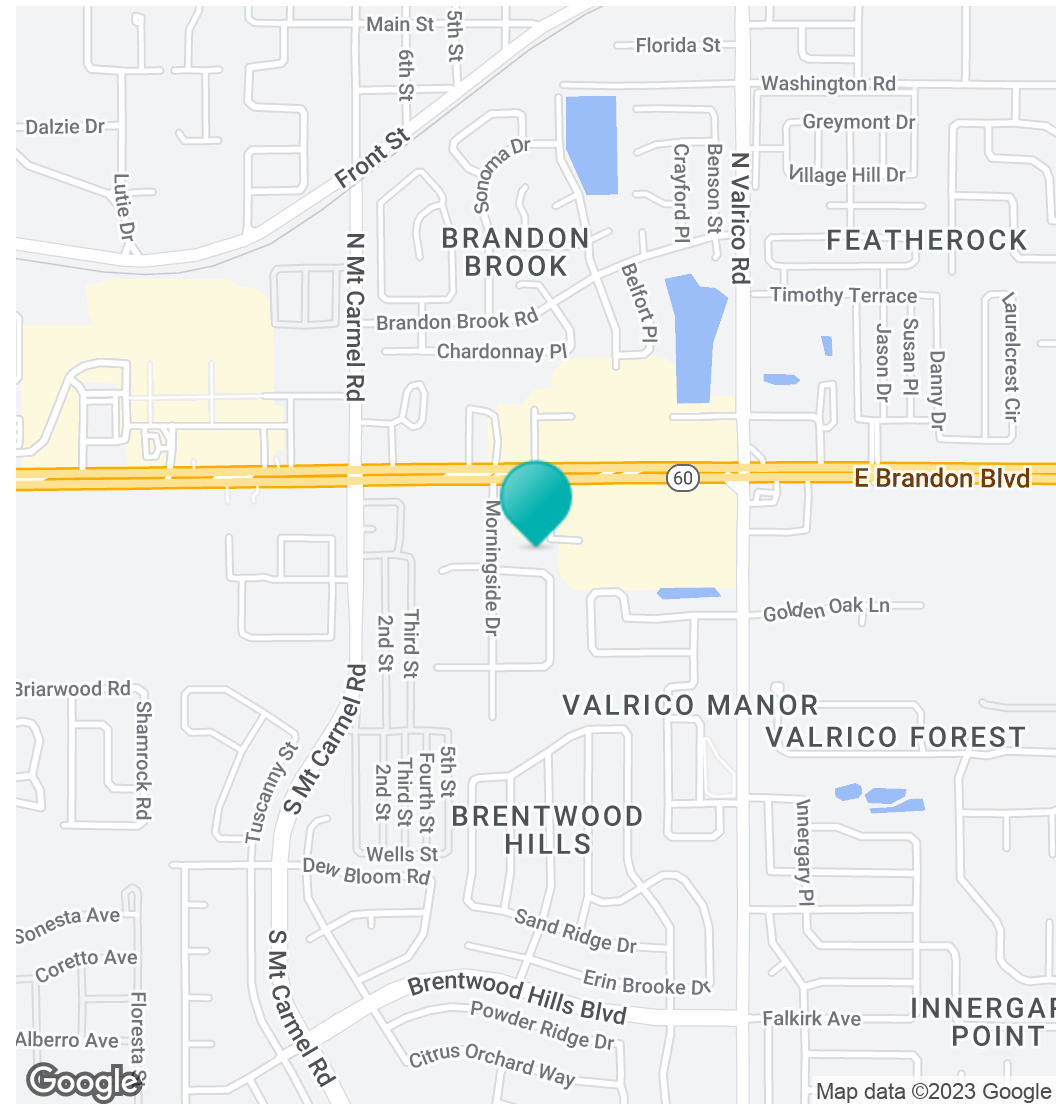 Main St
5th St
Florida St
6th St
Washington Rd
Dalzie Dr
Greymont Dr
Front St
Sonoma Dr
Benson St
Crayford Pl
N Valrico Rd
Village Hill Dr
Lutie Dr
BRANDON
BROOK
FEATHEROCK
N Mt Carmel Rd
Belfort Pl
Timothy Terrace
Brandon Brook Rd
Chardonnay Pl
Jason Dr
Susan Pl
Danny Dr
Laurelcrest Cir
60
E Brandon Blvd
Morningside Dr
Golden Oak Ln
Third St
2nd St
Briarwood Rd
Shamrock Rd
S Mt Carmel Rd
VALRICO MANOR
VALRICO FOREST
Tuscanny St
5th St
Fourth St
Third St
2nd St
BRENTWOOD
HILLS
Innergary Pl
Wells St
Dew Bloom Rd
Sonesta Ave
Sand Ridge Dr
Coretto Ave
S Mt Carmel Rd
Erin Brooke Dr
Floresta St
Brentwood Hills Blvd
Powder Ridge Dr
Falkirk Ave
INNERGAR
POINT
Alberro Ave
Citrus Orchard Way
Google
Map data ©2023 Google